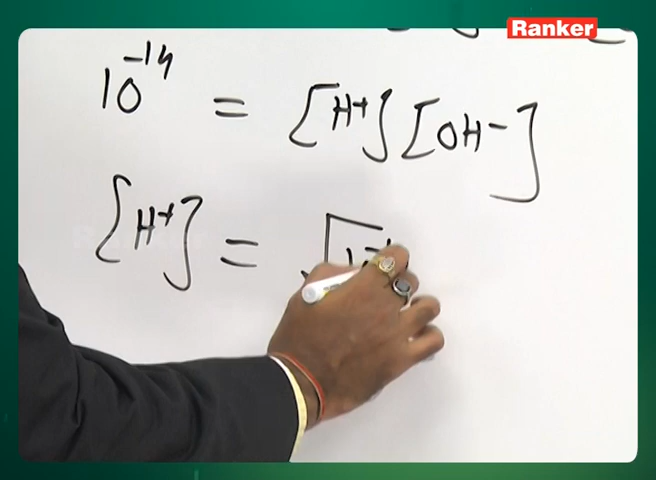 Ranker
10⁻¹⁴ = [H+] [OH−]
[H+] = √